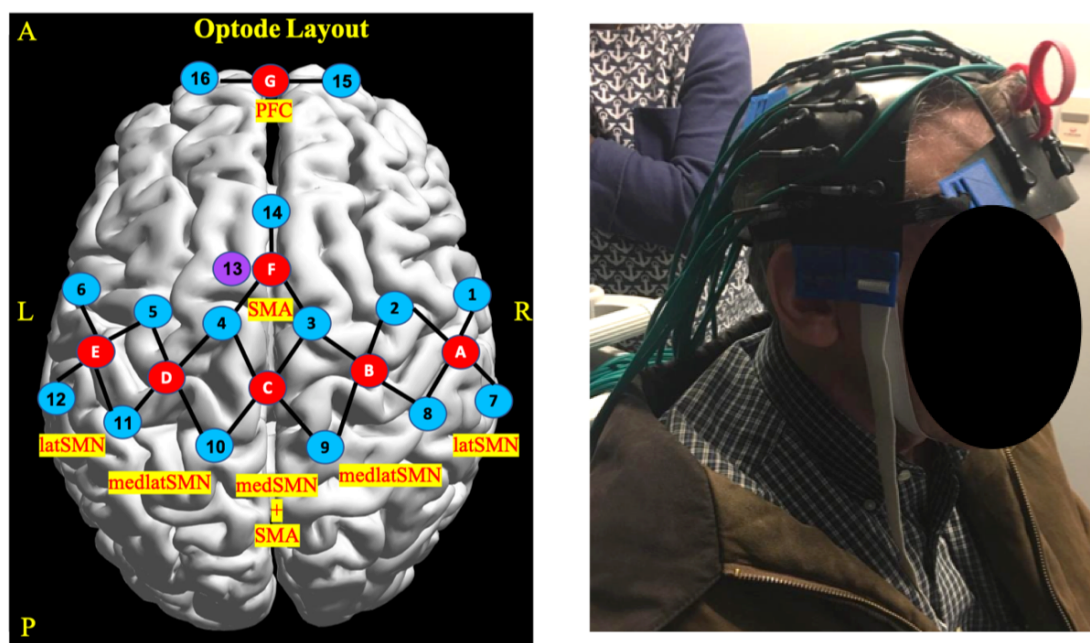 A
Optode Layout
16
G
15
PFC
14
13
F
6
1
5
2
L
SMA
R
4
3
E
A
D
B
C
12
7
11
8
10
9
latSMN
latSMN
medlatSMN
medSMN
medlatSMN
+
SMA
P